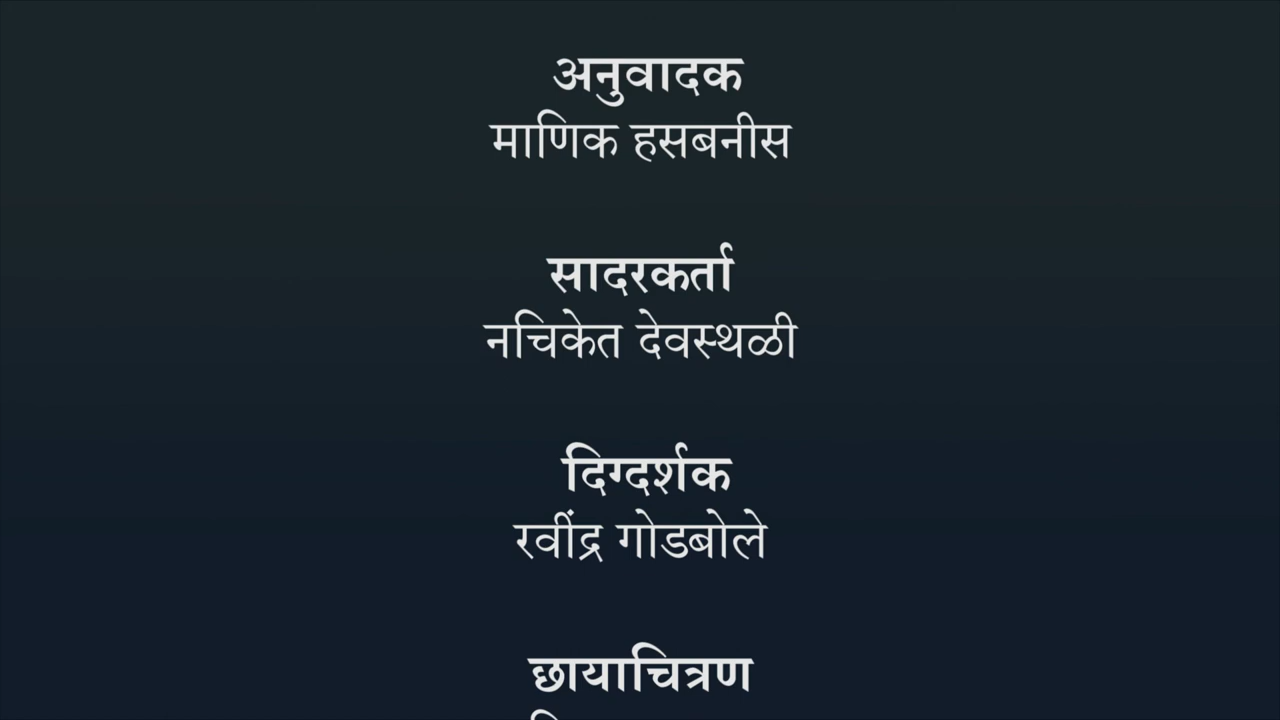 अनुवादक
माणिक हसबनीस
सादरकर्ता
नचिकेत देवस्थळी
दिग्दर्शक
रवींद्र गोडबोले
छायाचित्रण